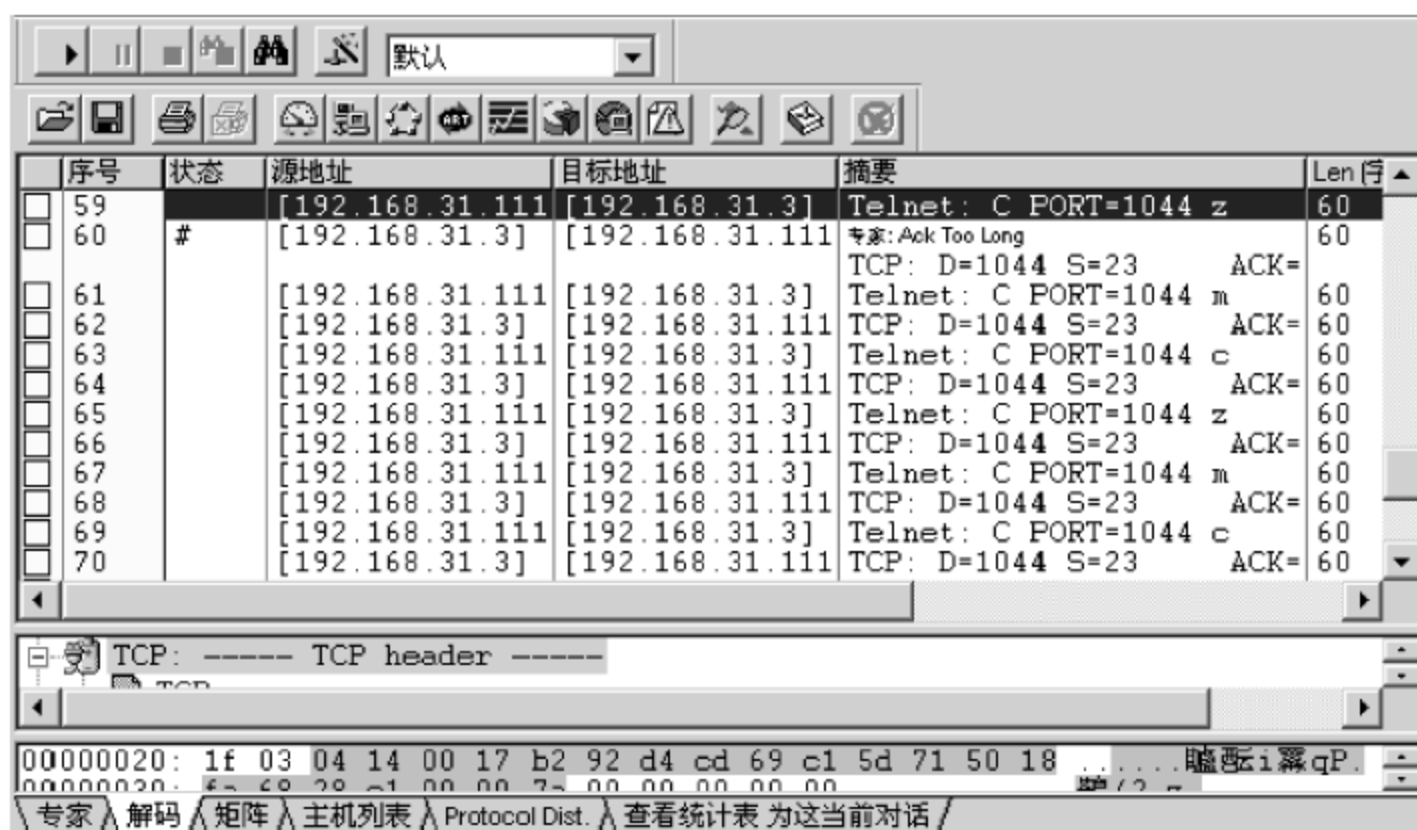 默认
序号 状态 源地址 目标地址 摘要 Len (字
59 [192.168.31.111 [192.168.31.3] Telnet: C PORT=1044 z 60
60 # [192.168.31.3] [192.168.31.111 专家: Ack Too Long 60
TCP: D=1044 S=23 ACK=
61 [192.168.31.111 [192.168.31.3] Telnet: C PORT=1044 m 60
62 [192.168.31.3] [192.168.31.111 TCP: D=1044 S=23 ACK= 60
63 [192.168.31.111 [192.168.31.3] Telnet: C PORT=1044 c 60
64 [192.168.31.3] [192.168.31.111 TCP: D=1044 S=23 ACK= 60
65 [192.168.31.111 [192.168.31.3] Telnet: C PORT=1044 z 60
66 [192.168.31.3] [192.168.31.111 TCP: D=1044 S=23 ACK= 60
67 [192.168.31.111 [192.168.31.3] Telnet: C PORT=1044 m 60
68 [192.168.31.3] [192.168.31.111 TCP: D=1044 S=23 ACK= 60
69 [192.168.31.111 [192.168.31.3] Telnet: C PORT=1044 c 60
70 [192.168.31.3] [192.168.31.111 TCP: D=1044 S=23 ACK= 60
TCP: ----- TCP header -----
TCP
00000020: 1f 03 04 14 00 17 b2 92 d4 cd 69 c1 5d 71 50 18
专家 解码 矩阵 主机列表 Protocol Dist. 查看统计表 为这当前对话